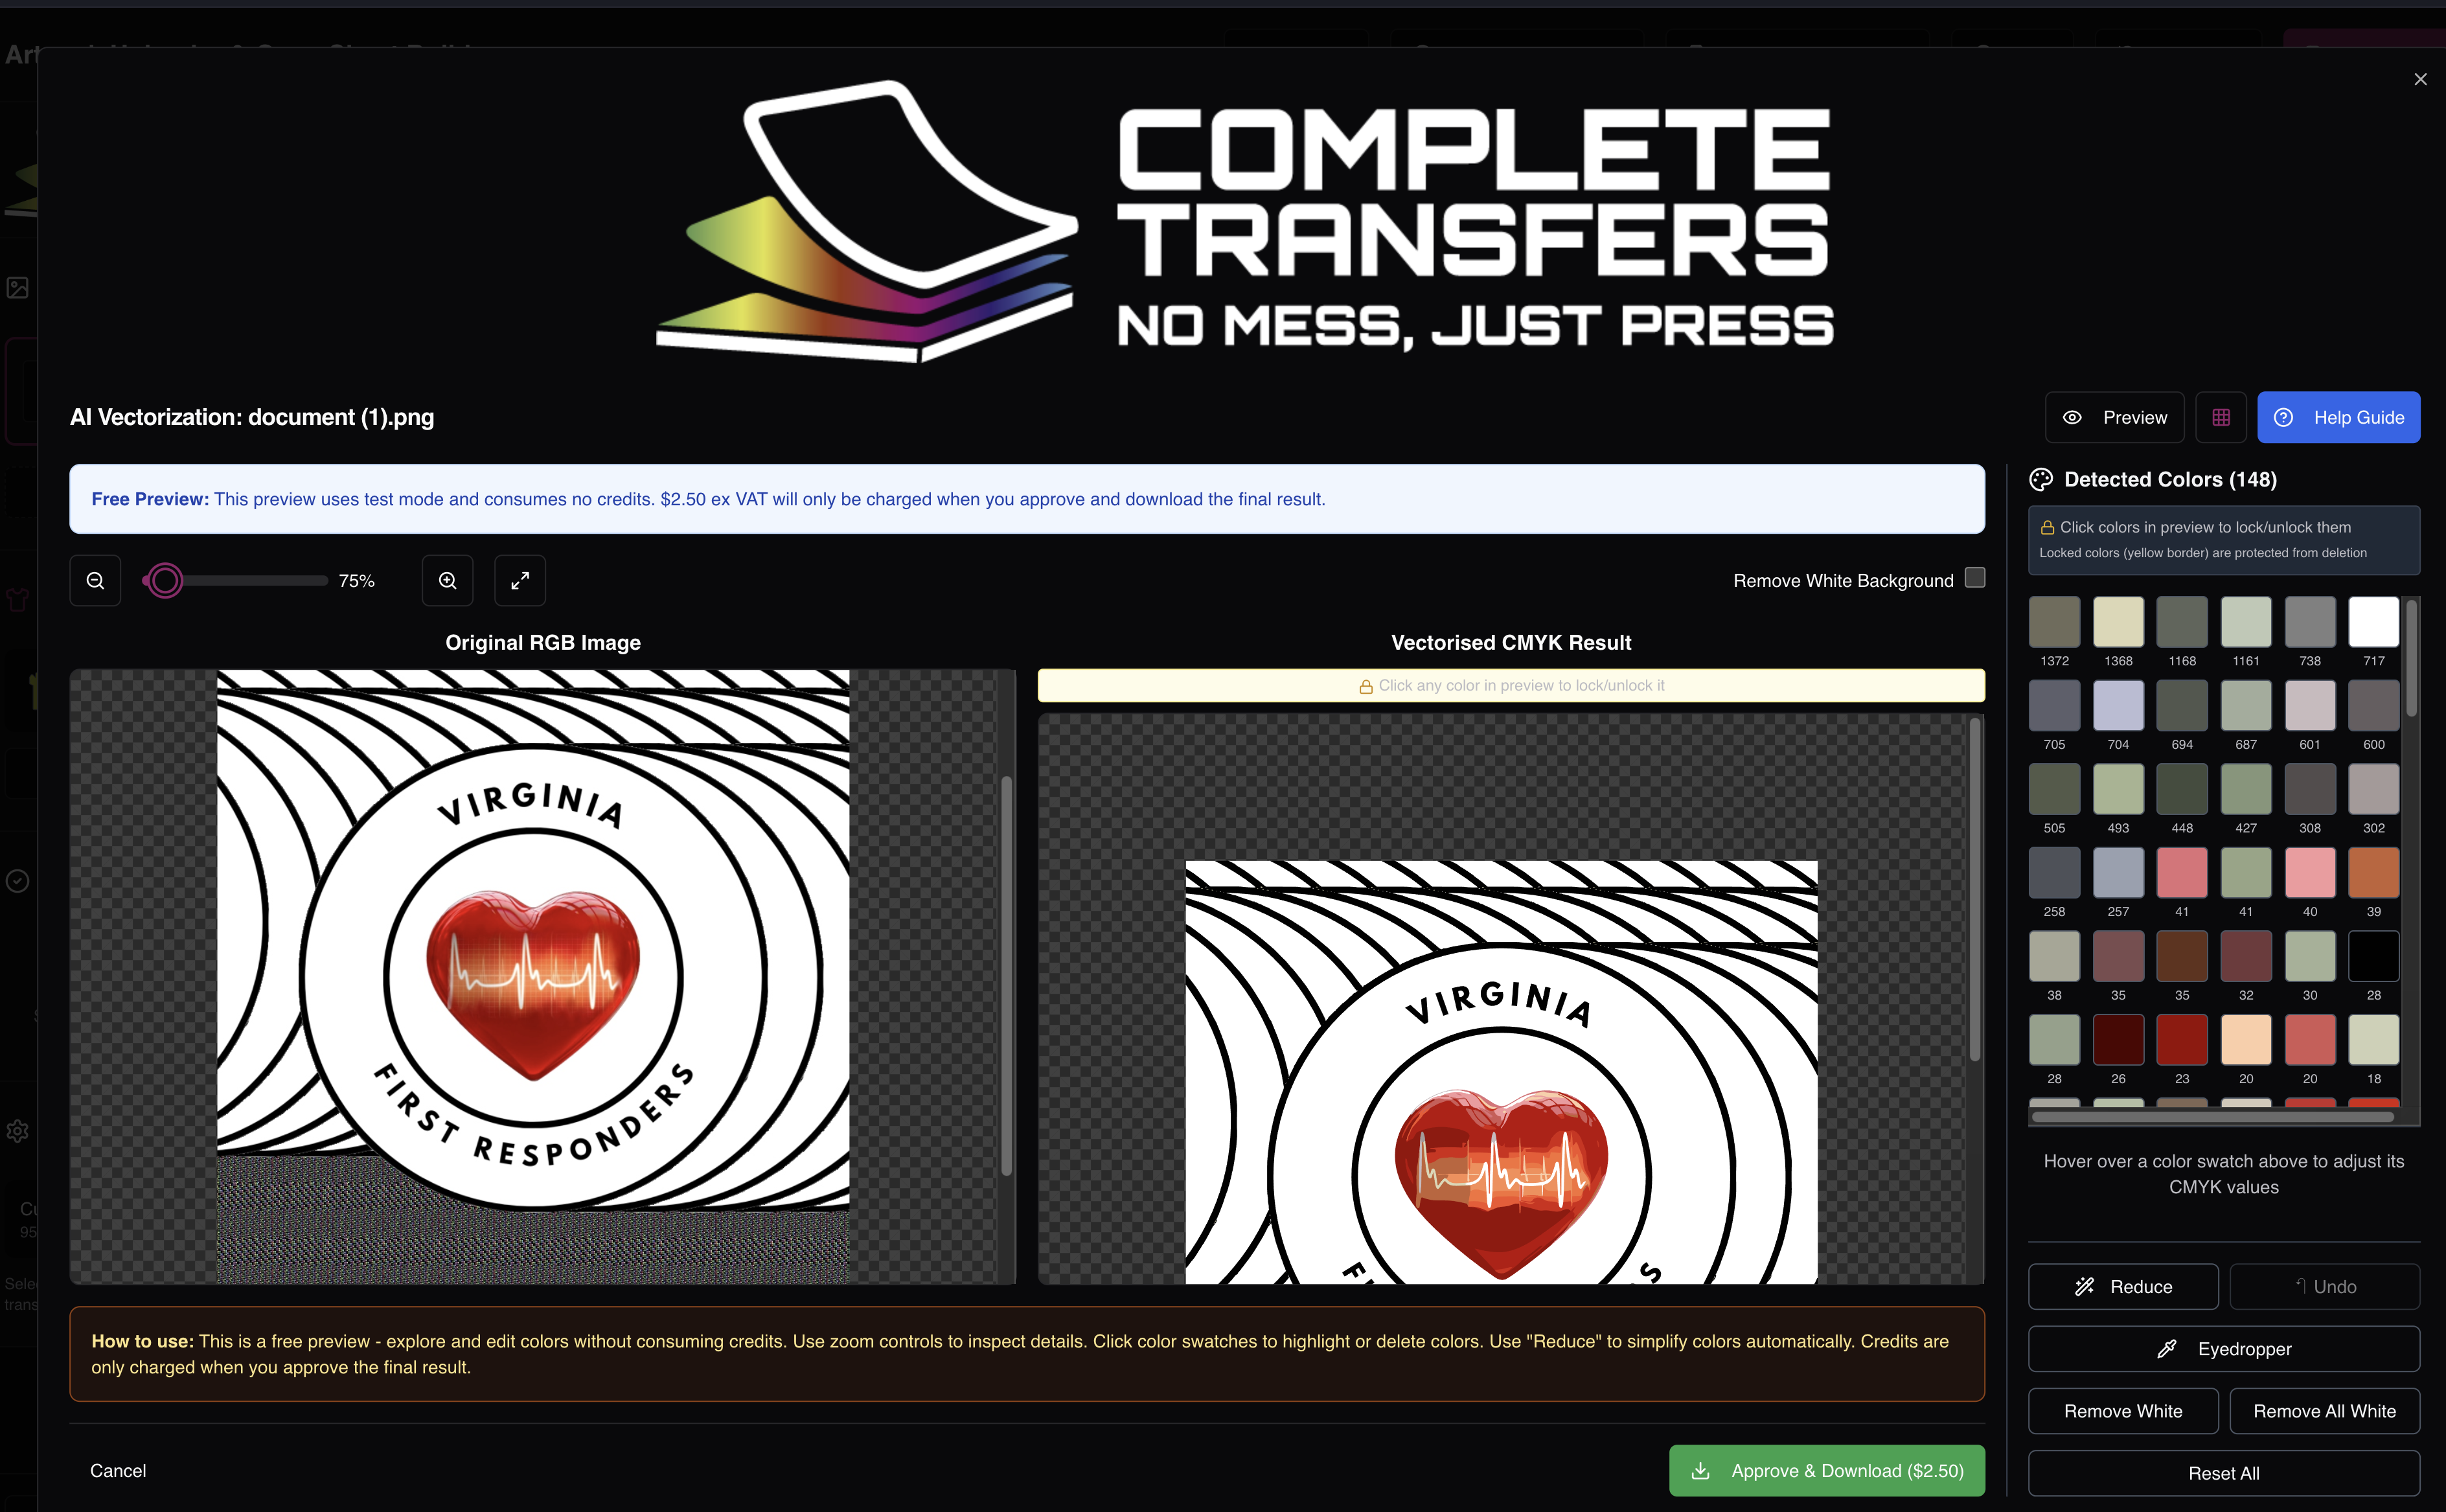 COMPLETE
TRANSFERS
NO MESS, JUST PRESS
AI Vectorization: document (1).png
Preview
Help Guide
Free Preview: This preview uses test mode and consumes no credits. $2.50 ex VAT will only be charged when you approve and download the final result.
75%
Remove White Background
Original RGB Image
Vectorised CMYK Result
Click any color in preview to lock/unlock it
VIRGINIA
FIRST RESPONDERS
VIRGINIA
How to use: This is a free preview - explore and edit colors without consuming credits. Use zoom controls to inspect details. Click color swatches to highlight or delete colors. Use "Reduce" to simplify colors automatically. Credits are
only charged when you approve the final result.
Cancel
Approve & Download ($2.50)
Detected Colors (148)
Click colors in preview to lock/unlock them
Locked colors (yellow border) are protected from deletion
1372 1368 1168 1161 738 717
705 704 694 687 601 600
505 493 448 427 308 302
258 257 41 41 40 39
38 35 35 32 30 28
28 26 23 20 20 18
Hover over a color swatch above to adjust its
CMYK values
Reduce
Undo
Eyedropper
Remove White
Remove All White
Reset All